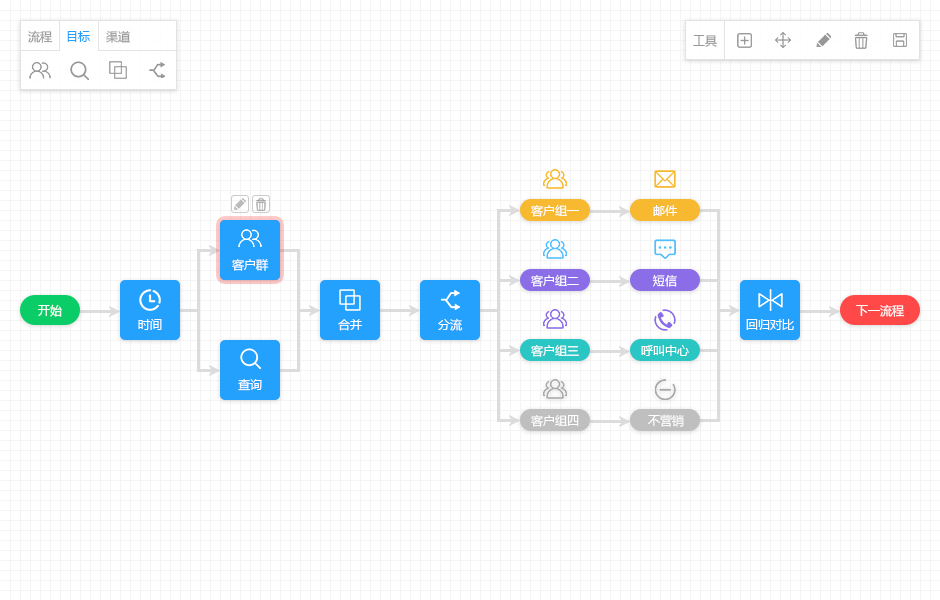 流程 目标 渠道
工具
客户组一 邮件
客户群
客户组二 短信
开始 时间 合并 分流 回归对比 下一流程
客户组三 呼叫中心
查询
客户组四 不营销